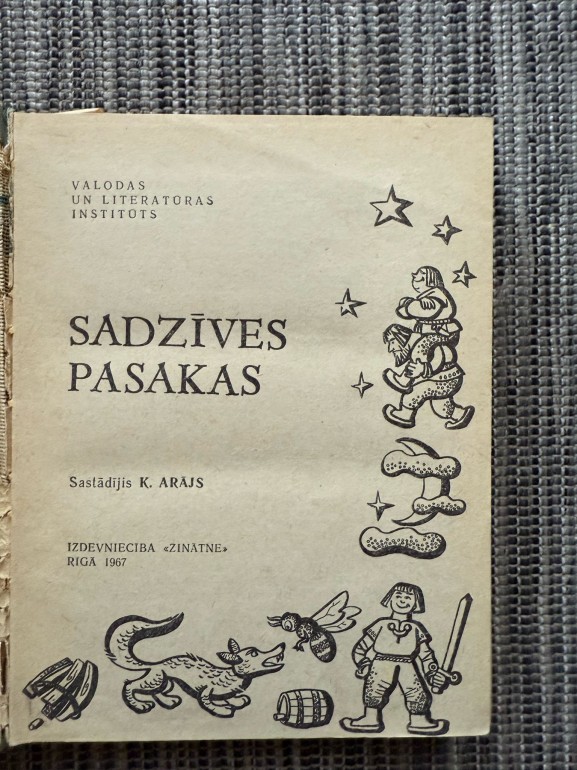 VALODAS
UN LITERATŪRAS
INSTITŪTS
SADZĪVES
PASAKAS
Sastādījis K. ARĀJS
IZDEVNIECĪBA «ZINĀTNE»
RĪGĀ 1967